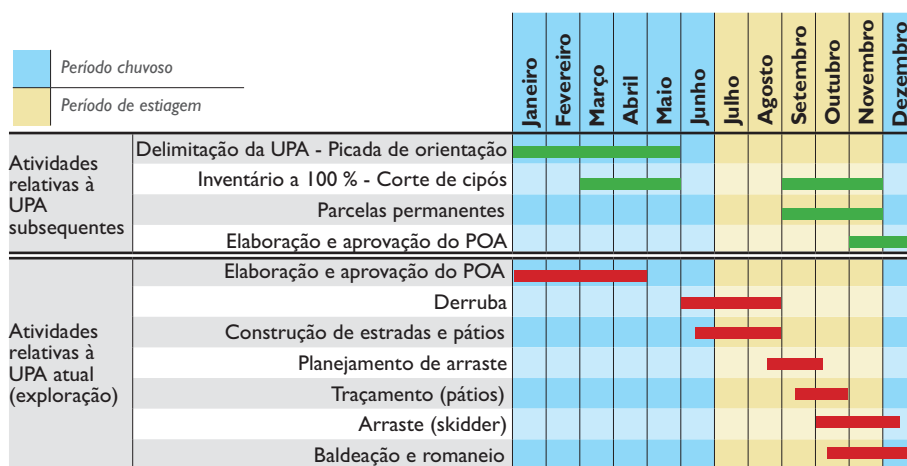 Período chuvoso
Período de estiagem
Janeiro
Fevereiro
Março
Abril
Maio
Junho
Julho
Agosto
Setembro
Outubro
Novembro
Dezembro
Atividades
relativas à
UPA
subsequentes
Delimitação da UPA - Picada de orientação
Inventário a 100 % - Corte de cipós
Parcelas permanentes
Elaboração e aprovação do POA
Atividades
relativas à
UPA atual
(exploração)
Elaboração e aprovação do POA
Derruba
Construção de estradas e pátios
Planejamento de arraste
Traçamento (pátios)
Arraste (skidder)
Baldeação e romaneio